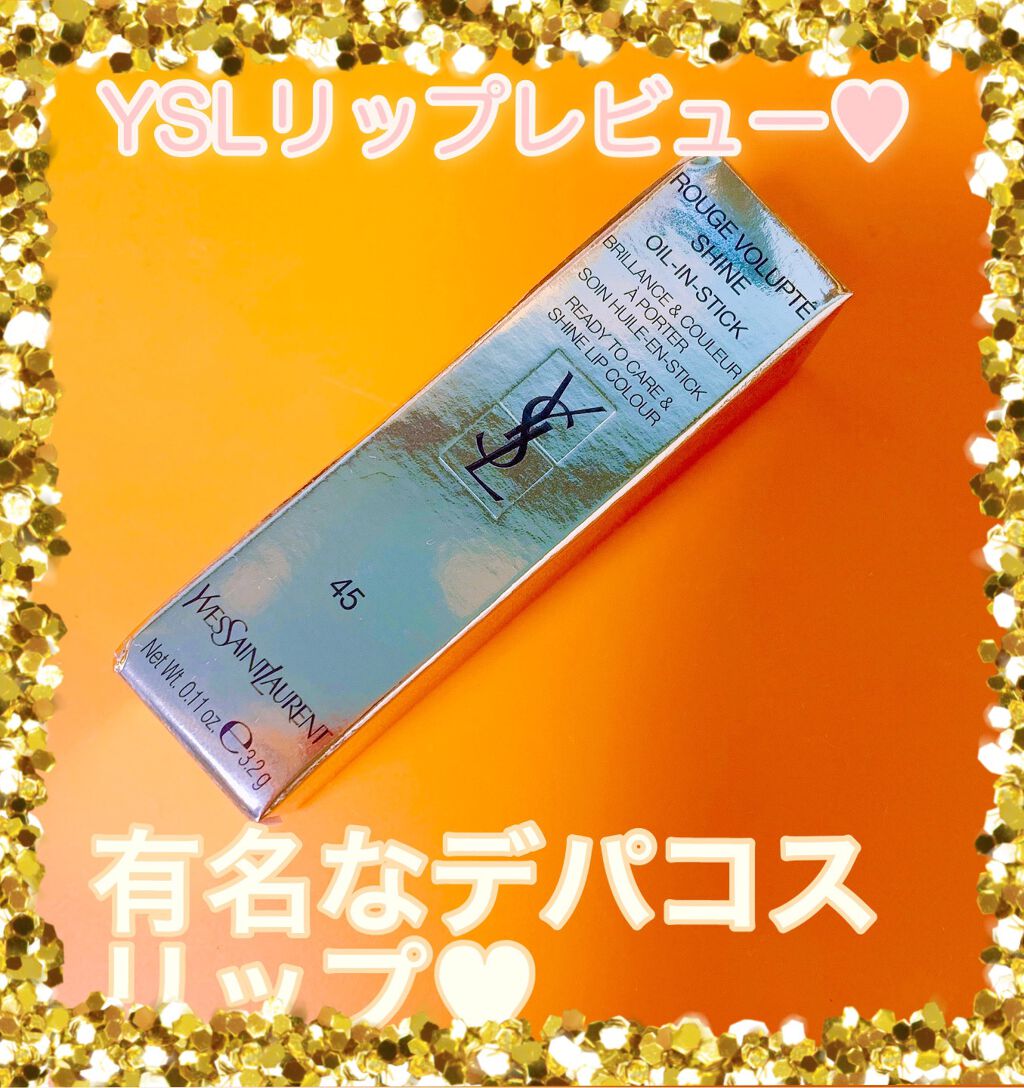 YSLリップレビュー♥
ROUGE VOLUPTÉ
SHINE
OIL-IN-STICK
BRILLANCE & COULEUR
À PORTER
SOIN HUILE-EN-STICK
READY TO CARE &
SHINE LIP COLOUR
YSL
45
YVESSAINTLAURENT
Net Wt. 0.11 oz. ℮ 3.2 g
有名なデパコス
リップ♥